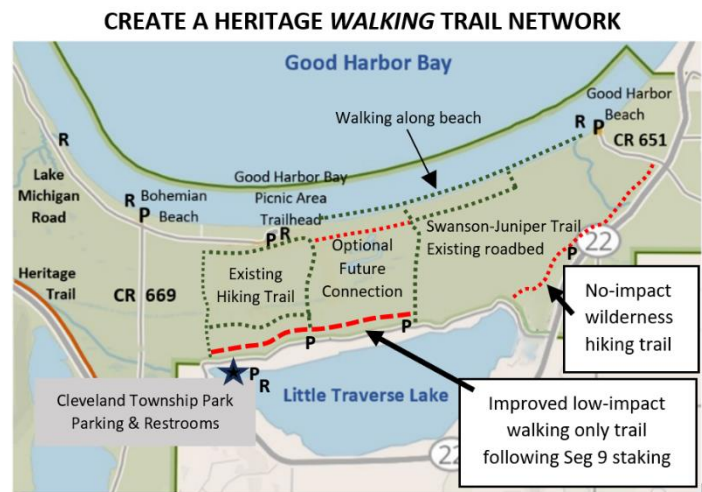 CREATE A HERITAGE WALKING TRAIL NETWORK
Good Harbor Bay
Walking along beach
Good Harbor
Beach
R P
CR 651
R
Lake
Michigan
Road
R
P
Bohemian
Beach
Good Harbor Bay
Picnic Area
Trailhead
P R
Swanson-Juniper Trail
Existing roadbed
22
P
Optional
Future
Connection
Existing
Hiking Trail
Heritage
Trail
CR 669
No-impact
wilderness
hiking trail
P
P
P
R
Cleveland Township Park
Parking & Restrooms
Little Traverse Lake
Improved low-impact
walking only trail
following Seg 9 staking
22